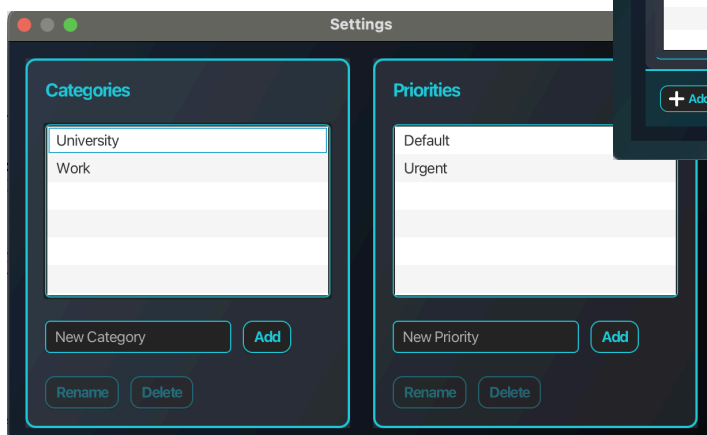 Settings
Categories
University
Work
New Category
Add
Rename
Delete
Priorities
Default
Urgent
New Priority
Add
Rename
Delete